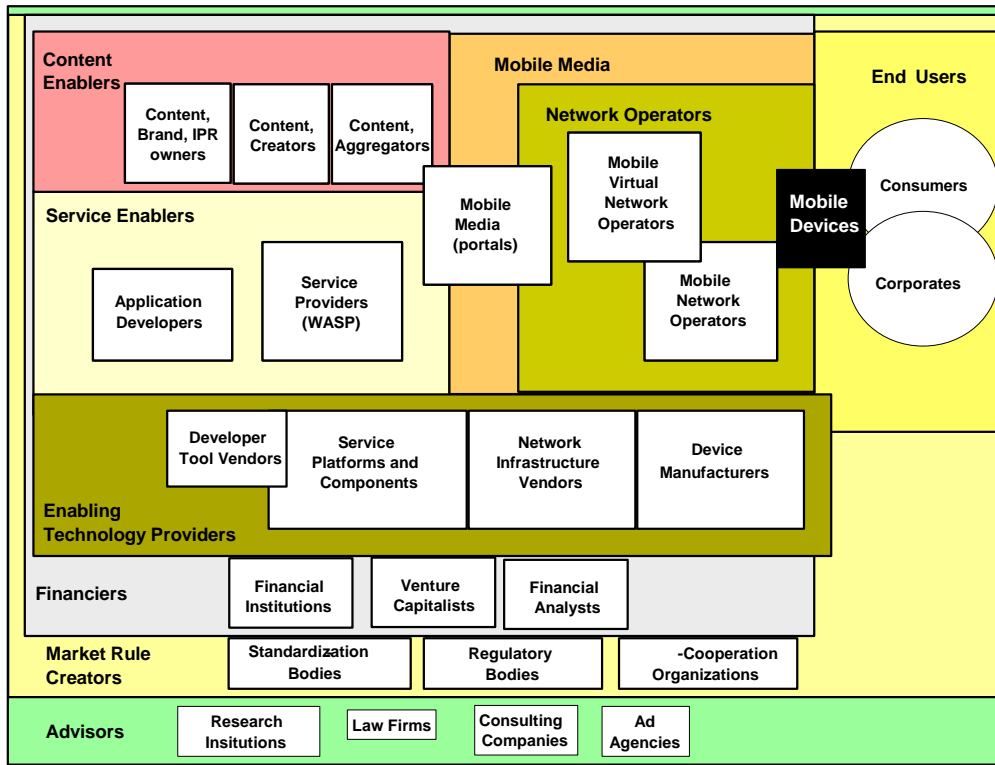 Content
Enablers
Content,
Brand, IPR
owners
Content,
Creators
Content,
Aggregators
Mobile Media
Network Operators
Mobile
Virtual
Network
Operators
Mobile
Media
(portals)
Mobile
Network
Operators
End Users
Consumers
Corporates
Mobile
Devices
Service Enablers
Application
Developers
Service
Providers
(WASP)
Developer
Tool Vendors
Service
Platforms and
Components
Network
Infrastructure
Vendors
Device
Manufacturers
Enabling
Technology Providers
Financiers
Financial
Institutions
Venture
Capitalists
Financial
Analysts
Market Rule
Creators
Standardization
Bodies
Regulatory
Bodies
-Cooperation
Organizations
Advisors
Research
Insitutions
Law Firms
Consulting
Companies
Ad
Agencies